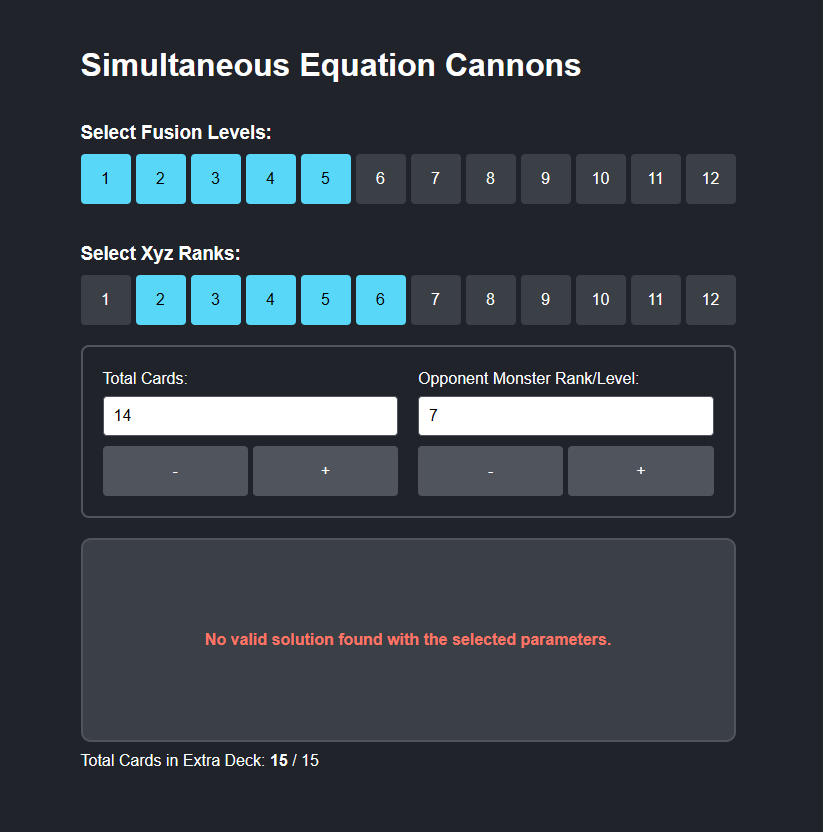 Simultaneous Equation Cannons
Select Fusion Levels:
1 2 3 4 5 6 7 8 9 10 11 12
Select Xyz Ranks:
1 2 3 4 5 6 7 8 9 10 11 12
Total Cards: Opponent Monster Rank/Level:
14 7
- + - +
No valid solution found with the selected parameters.
Total Cards in Extra Deck: 15 / 15